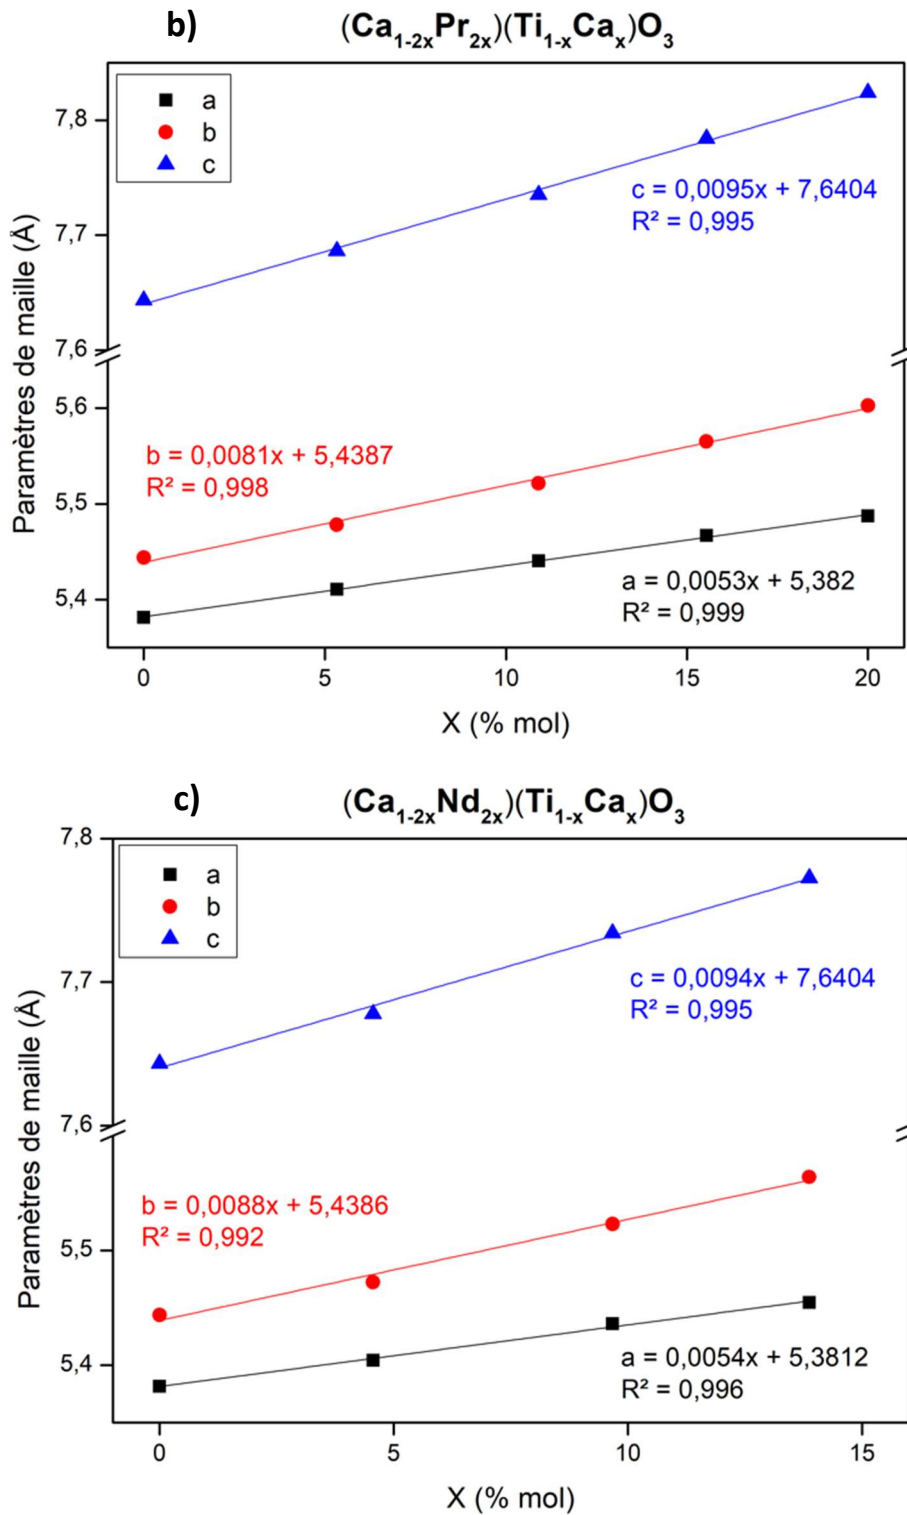 b) (Ca₁₋₂ₓPr₂ₓ)(Ti₁₋ₓCaₓ)O₃
a
b
c
7,8
7,7
7,6
5,6
5,5
5,4
Paramètres de maille (Å)
c = 0,0095x + 7,6404
R² = 0,995
b = 0,0081x + 5,4387
R² = 0,998
a = 0,0053x + 5,382
R² = 0,999
0 5 10 15 20
X (% mol)
c) (Ca₁₋₂ₓNd₂ₓ)(Ti₁₋ₓCaₓ)O₃
a
b
c
7,8
7,7
7,6
5,5
5,4
Paramètres de maille (Å)
c = 0,0094x + 7,6404
R² = 0,995
b = 0,0088x + 5,4386
R² = 0,992
a = 0,0054x + 5,3812
R² = 0,996
0 5 10 15
X (% mol)